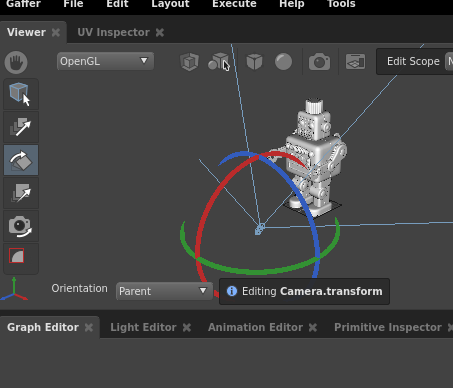 Gaffer File Edit Layout Execute Help Tools
Viewer UV Inspector
OpenGL Edit Scope N
Orientation Parent Editing Camera.transform
Graph Editor Light Editor Animation Editor Primitive Inspector